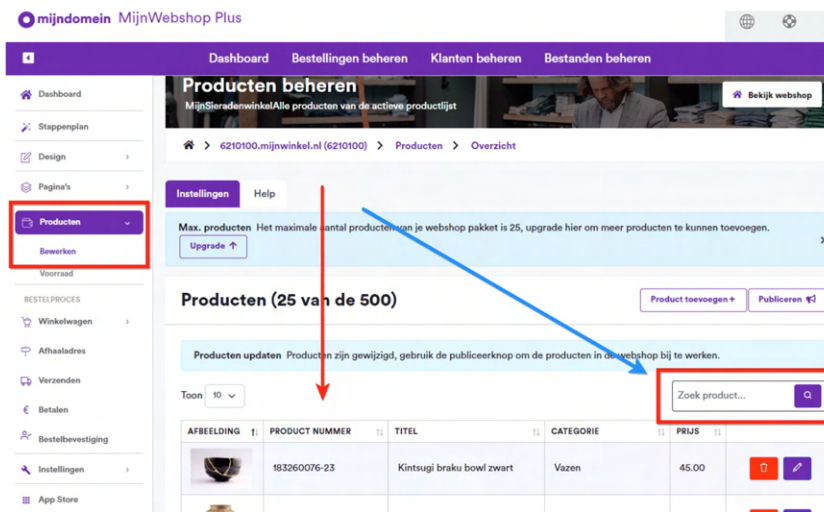 mijndomein MijnWebshop Plus
Dashboard Bestellingen beheren Klanten beheren Bestanden beheren
Dashboard
Stappenplan
Design
Pagina's
Producten
Bewerken
Voorraad
BESTELPROCES
Winkelwagen
Afhaaladres
Verzenden
Betalen
Bestelbevestiging
Instellingen
App Store
Producten beheren
MijnSieradenwinkelAlle producten van de actieve productlijst
Bekijk webshop
6210100.mijnwinkel.nl (6210100) > Producten > Overzicht
Instellingen Help
Max. producten Het maximale aantal producten van je webshop pakket is 25, upgrade hier om meer producten te kunnen toevoegen.
Upgrade
Producten (25 van de 500)
Product toevoegen + Publiceren
Producten updaten Producten zijn gewijzigd, gebruik de publiceerknop om de producten in de webshop bij te werken.
Toon 10
Zoek product...
AFBEELDING PRODUCT NUMMER TITEL CATEGORIE PRIJS
183260076-23 Kintsugi braku bowl zwart Vazen 45.00